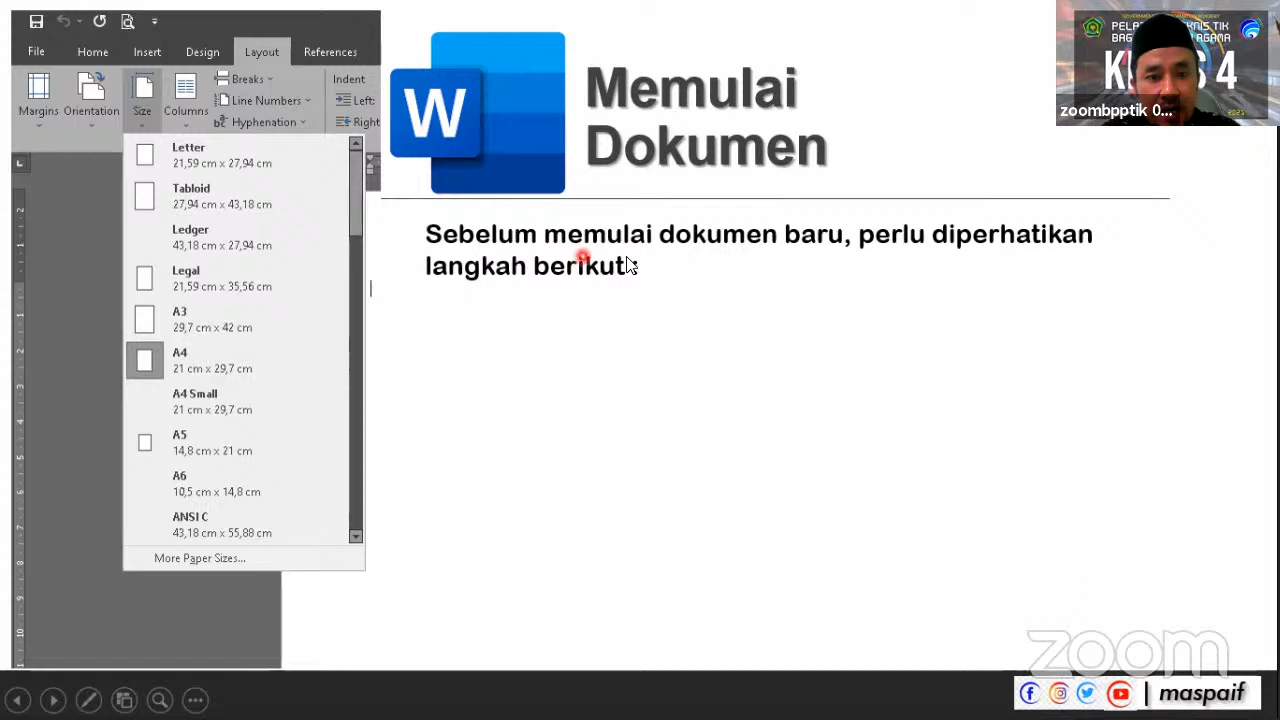 File Home Insert Design Layout References
Margins Orientation Size Columns
Breaks
Line Numbers
Hyphenation
Indent
Left:
Right
Letter
21,59 cm x 27,94 cm
Tabloid
27,94 cm x 43,18 cm
Ledger
43,18 cm x 27,94 cm
Legal
21,59 cm x 35,56 cm
A3
29,7 cm x 42 cm
A4
21 cm x 29,7 cm
A4 Small
21 cm x 29,7 cm
A5
14,8 cm x 21 cm
A6
10,5 cm x 14,8 cm
ANSI C
43,18 cm x 55,88 cm
More Paper Sizes...
W
Memulai
Dokumen
Sebelum memulai dokumen baru, perlu diperhatikan
langkah berikut:
zoombpptik 0...
4
2021
zoom
maspaif